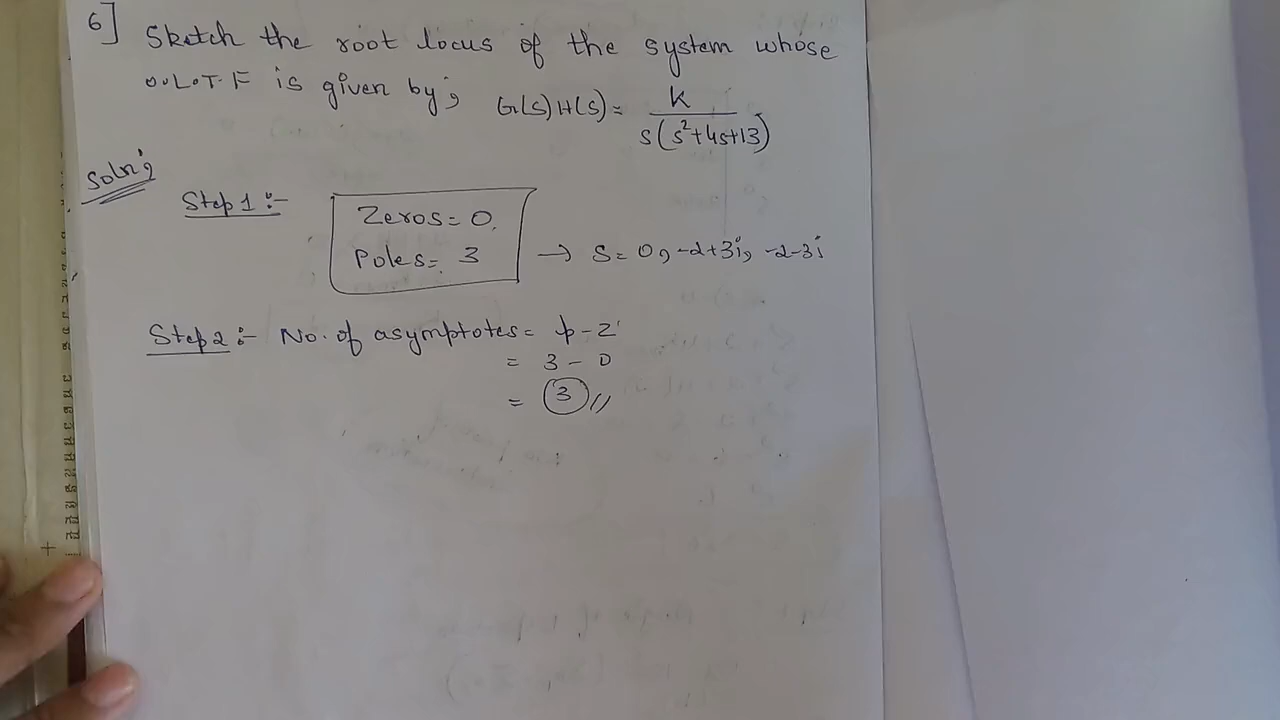 6] Sketch the root locus of the system whose
O.L.T.F is given by, G(s)H(s) = K / s(s²+4s+13)
Soln,
Step 1 :-
Zeros = 0.
Poles = 3 → s = 0, -2+3i, -2-3i
Step 2 :- No. of asymptotes = p - z
= 3 - 0
= 3 //